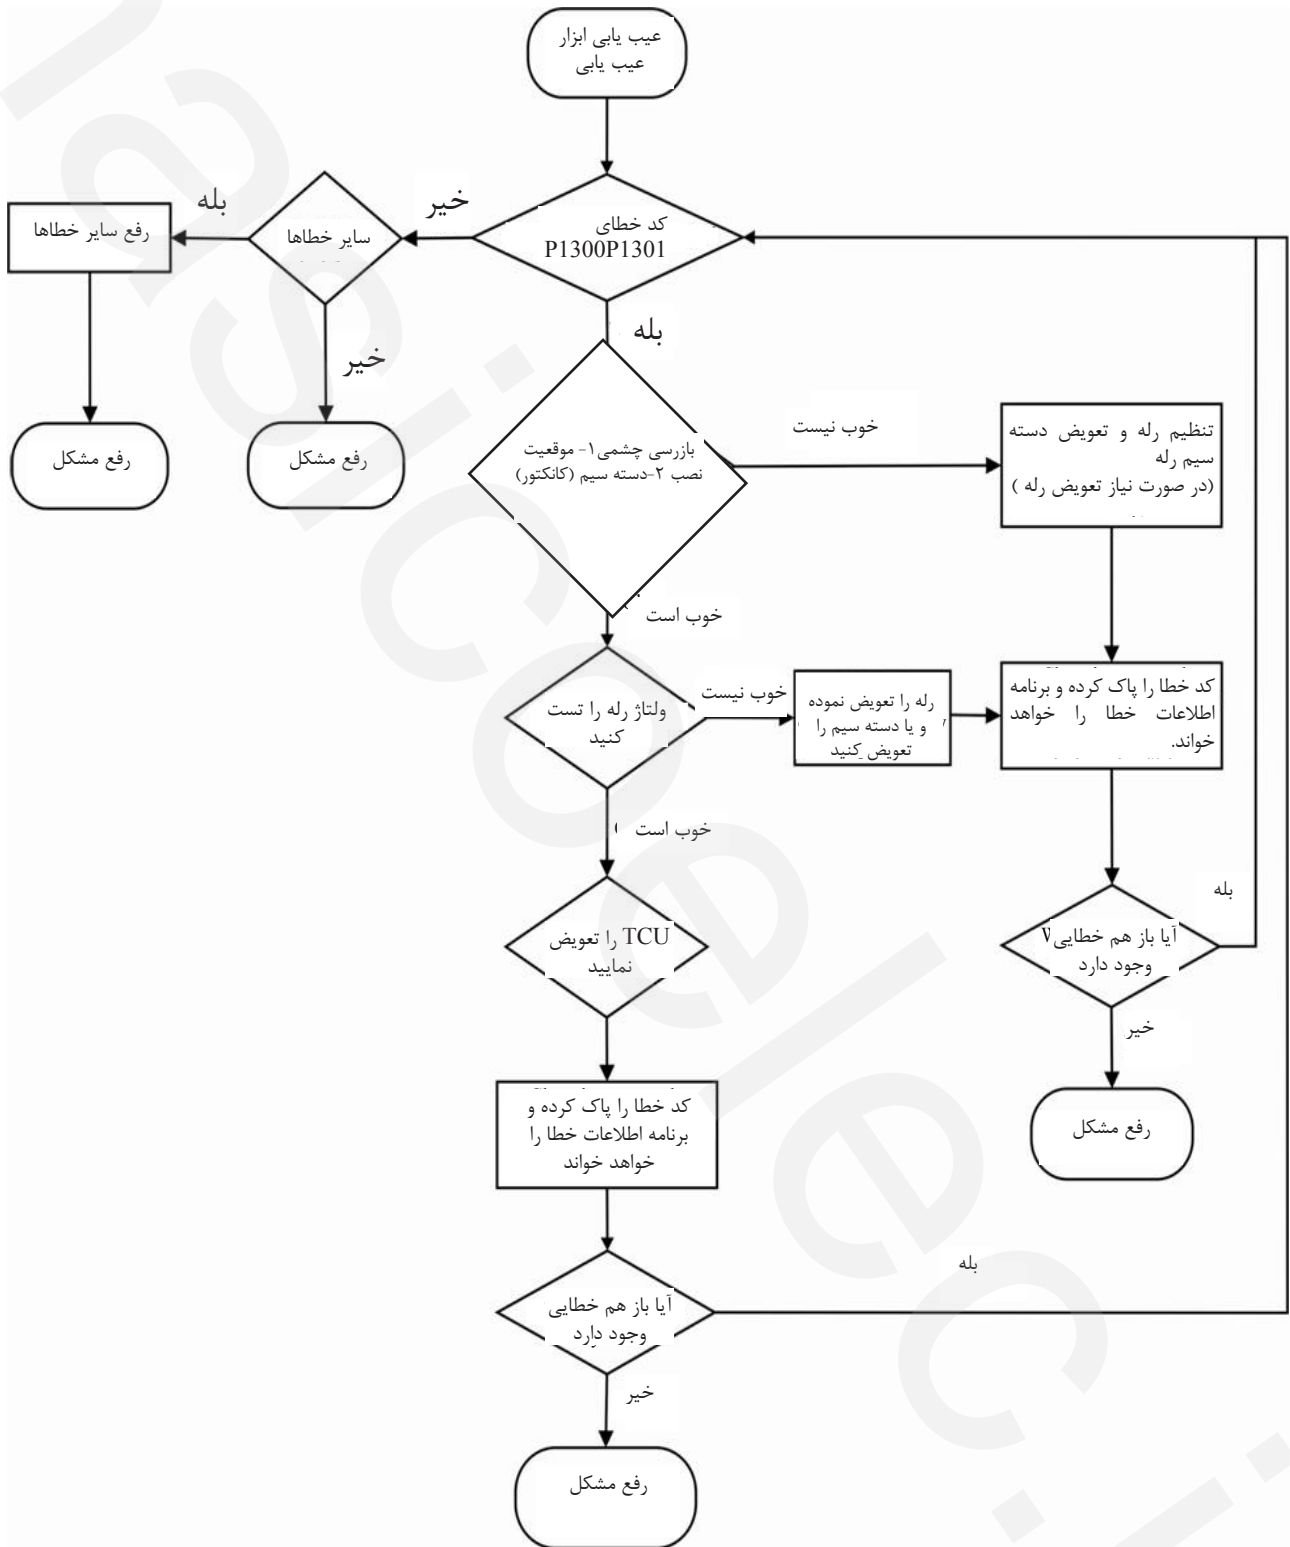 عیب یابی ابزار
عیب یابی
کد خطای
P1300P1301
خیر
سایر خطاها
بله
رفع سایر خطاها
خیر
رفع مشکل
رفع مشکل
بله
بازرسی چشمی۱- موقعیت
نصب ۲-دسته سیم (کانکتور)
خوب نیست
تنظیم رله و تعویض دسته
سیم رله
(در صورت نیاز تعویض رله )
خوب است
ولتاژ رله را تست
کنید
خوب نیست
رله را تعویض نموده
و یا دسته سیم را
تعویض کنید
کد خطا را پاک کرده و برنامه
اطلاعات خطا را خواهد
خواند.
خوب است
TCU را تعویض
نمایید
آیا باز هم خطایی
وجود دارد
بله
خیر
رفع مشکل
کد خطا را پاک کرده و
برنامه اطلاعات خطا را
خواهد خواند
آیا باز هم خطایی
وجود دارد
بله
خیر
رفع مشکل